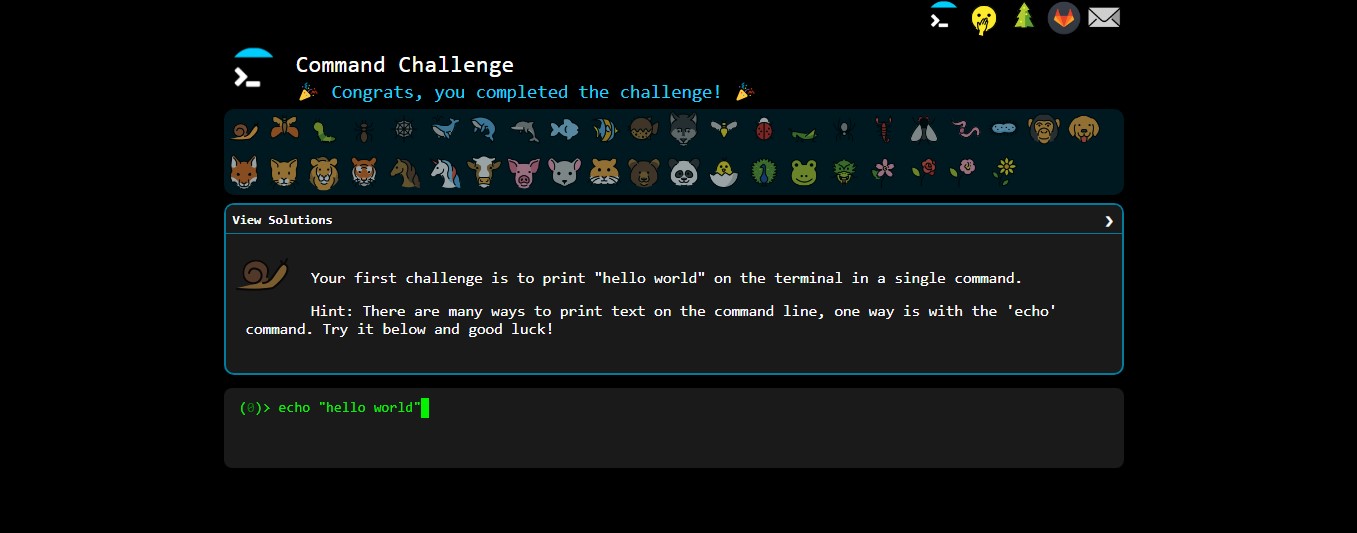 Command Challenge
Congrats, you completed the challenge!
View Solutions
Your first challenge is to print "hello world" on the terminal in a single command.
Hint: There are many ways to print text on the command line, one way is with the 'echo'
command. Try it below and good luck!
(0)> echo "hello world"